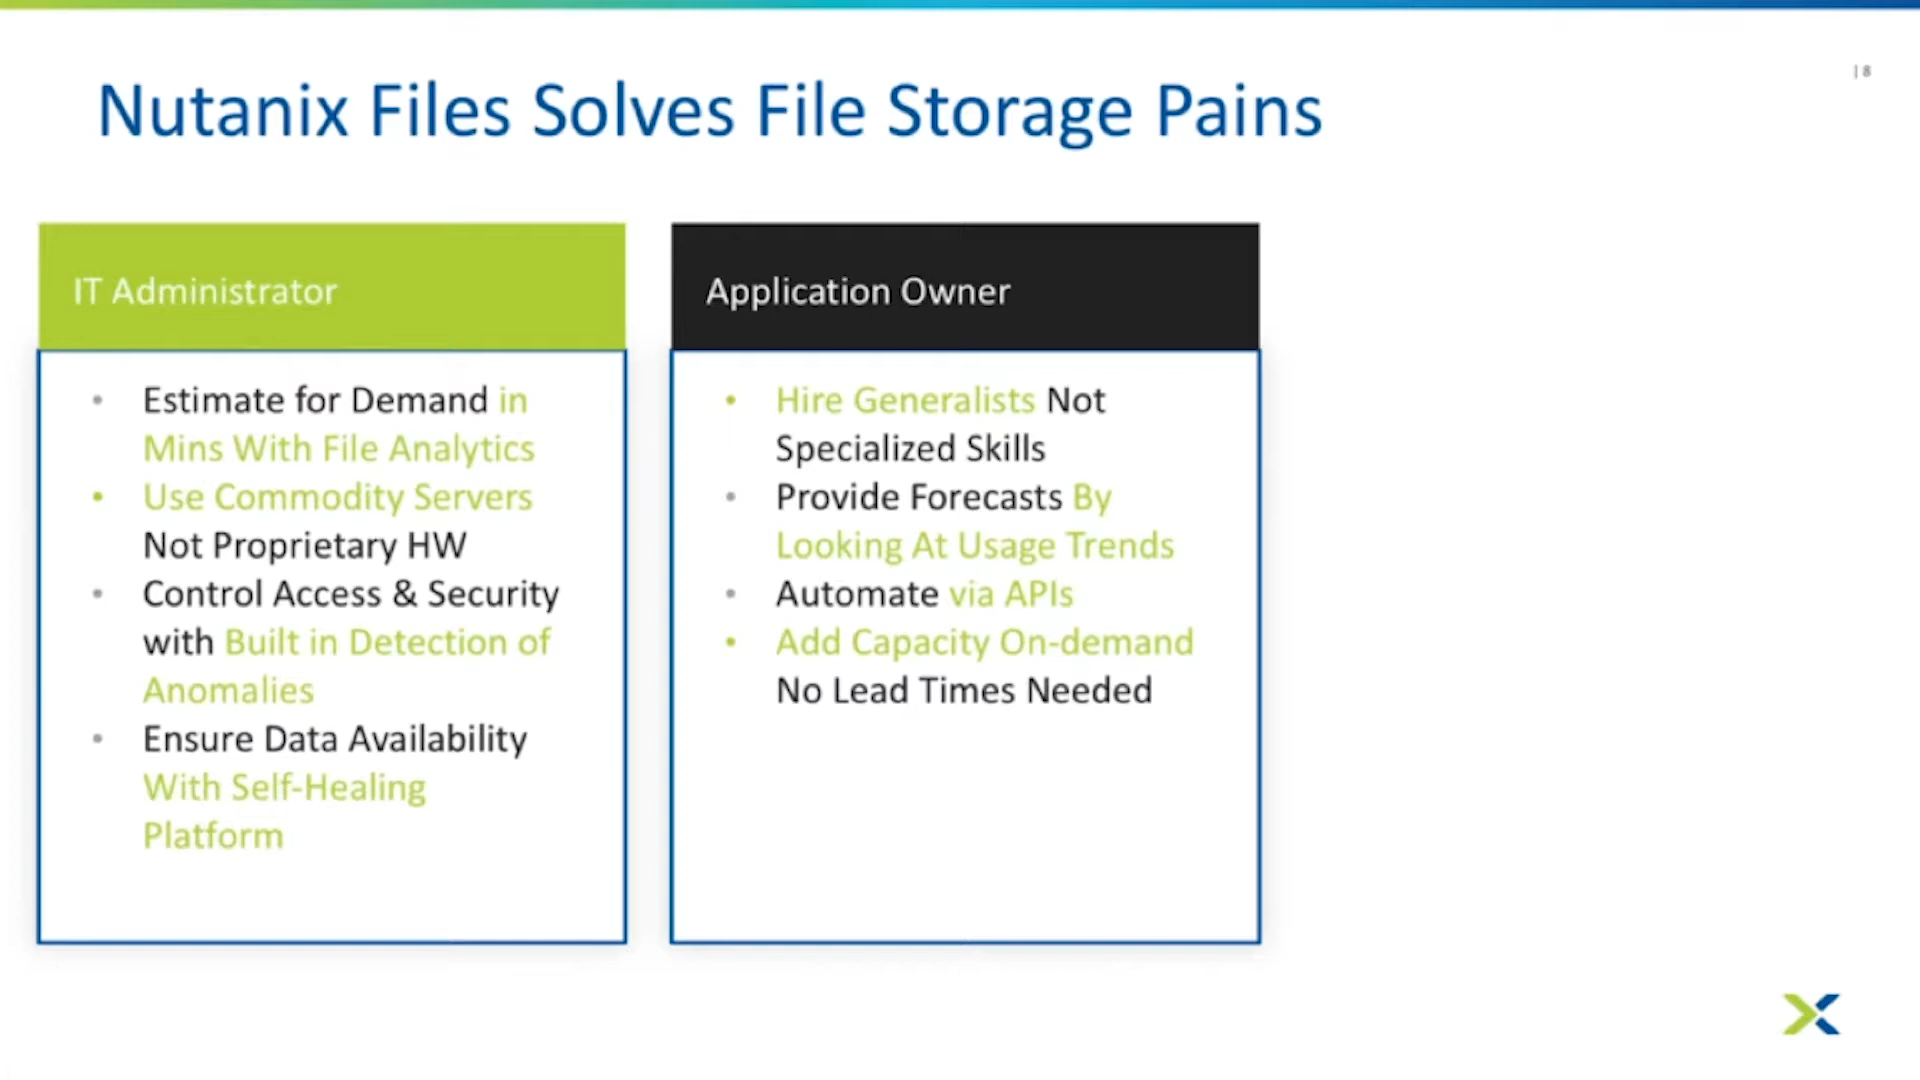 | 8
Nutanix Files Solves File Storage Pains
IT Administrator
• Estimate for Demand in
Mins With File Analytics
• Use Commodity Servers
Not Proprietary HW
• Control Access & Security
with Built in Detection of
Anomalies
• Ensure Data Availability
With Self-Healing
Platform
Application Owner
• Hire Generalists Not
Specialized Skills
• Provide Forecasts By
Looking At Usage Trends
• Automate via APIs
• Add Capacity On-demand
No Lead Times Needed